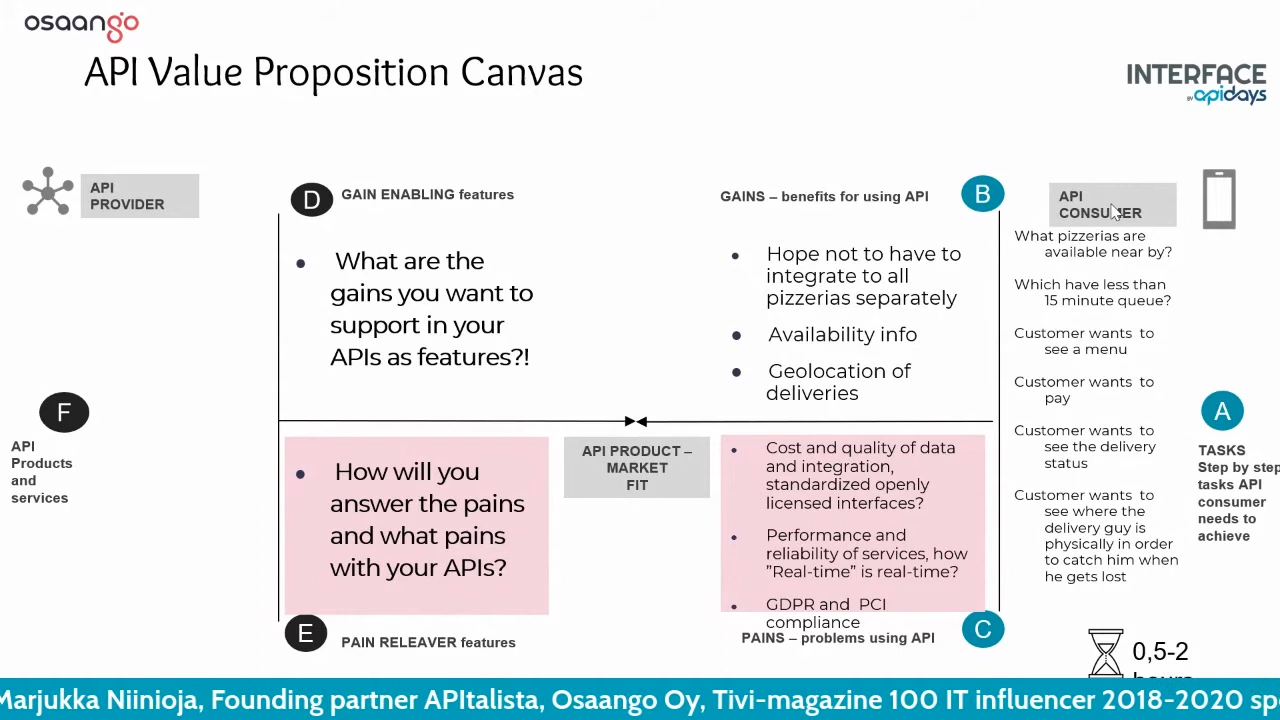 osaango
API Value Proposition Canvas
INTERFACE
BY apidays
API
PROVIDER
D
GAIN ENABLING features
GAINS – benefits for using API
B
API
CONSUMER
What are the
gains you want to
support in your
APIs as features?!
Hope not to have to
integrate to all
pizzerias separately
Availability info
Geolocation of
deliveries
What pizzerias are
available near by?
Which have less than
15 minute queue?
Customer wants to
see a menu
Customer wants to
pay
Customer wants to
see the delivery
status
Customer wants to
see where the
delivery guy is
physically in order
to catch him when
he gets lost
F
API
Products
and
services
A
TASKS
Step by step
tasks API
consumer
needs to
achieve
How will you
answer the pains
and what pains
with your APIs?
API PRODUCT –
MARKET
FIT
Cost and quality of data
and integration,
standardized openly
licensed interfaces?
Performance and
reliability of services, how
”Real-time” is real-time?
GDPR and PCI
compliance
E
PAIN RELEAVER features
PAINS – problems using API
C
0,5-2
hours
Marjukka Niinioja, Founding partner APItalista, Osaango Oy, Tivi-magazine 100 IT influencer 2018-2020 sp